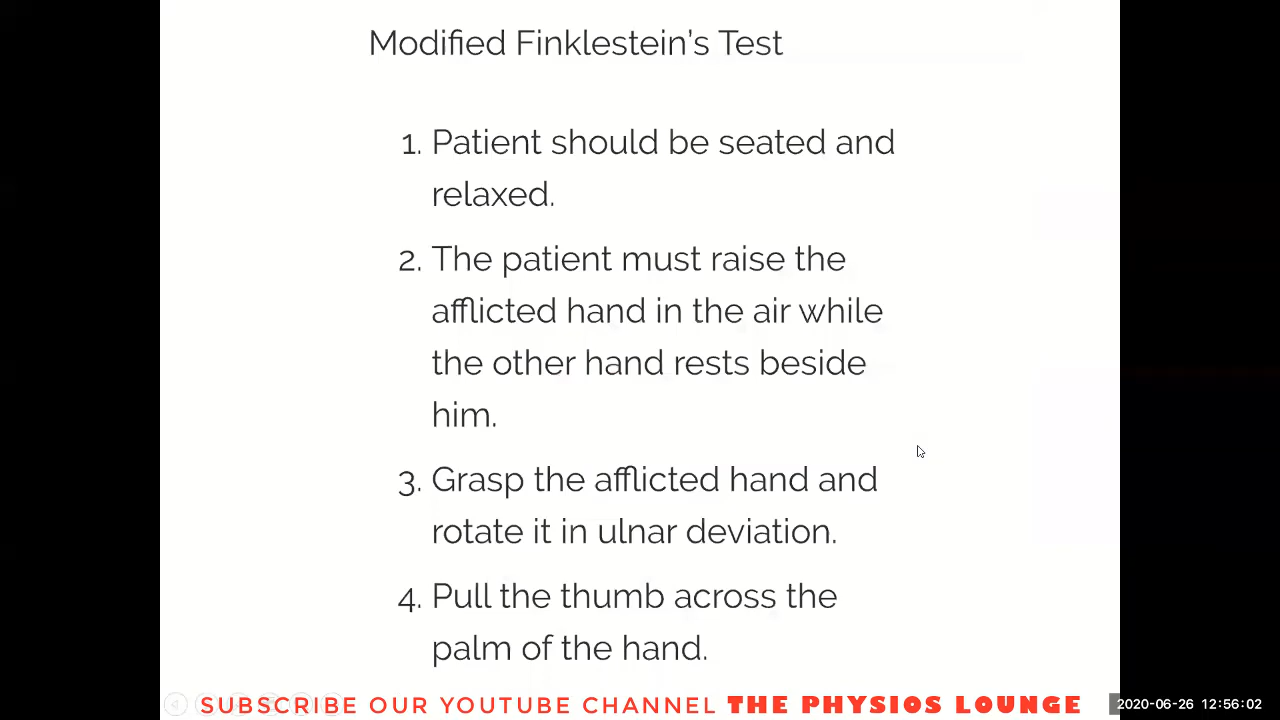 Modified Finklestein's Test
1. Patient should be seated and
relaxed.
2. The patient must raise the
afflicted hand in the air while
the other hand rests beside
him.
3. Grasp the afflicted hand and
rotate it in ulnar deviation.
4. Pull the thumb across the
palm of the hand.
SUBSCRIBE OUR YOUTUBE CHANNEL THE PHYSIOS LOUNGE
2020-06-26 12:56:02